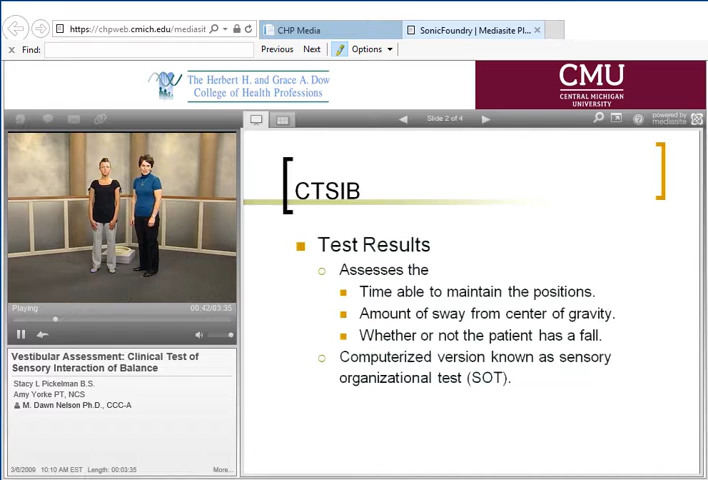 https://chpweb.cmich.edu/mediasit
CHP Media
SonicFoundry | Mediasite Pl...
Find:
Previous
Next
Options
The Herbert H. and Grace A. Dow
College of Health Professions
CMU
CENTRAL MICHIGAN
UNIVERSITY
Slide 2 of 4
powered by
mediasite
CTSIB
Test Results
Assesses the
Time able to maintain the positions.
Amount of sway from center of gravity.
Whether or not the patient has a fall.
Computerized version known as sensory
organizational test (SOT).
Playing
00:42/03:35
Vestibular Assessment: Clinical Test of
Sensory Interaction of Balance
Stacy L Pickelman B.S.
Amy Yorke PT, NCS
M. Dawn Nelson Ph.D., CCC-A
3/6/2009 10:10 AM EST Length: 00:03:35
More...